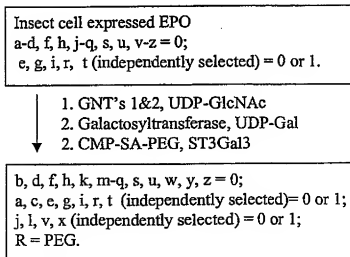 Insect cell expressed EPO
a-d, f, h, j-q, s, u, v-z = 0;
e, g, i, r, t (independently selected) = 0 or 1.
1. GNT's 1&2, UDP-GlcNAc
2. Galactosyltransferase, UDP-Gal
2. CMP-SA-PEG, ST3Gal3
b, d, f, h, k, m-q, s, u, w, y, z = 0;
a, c, e, g, i, r, t (independently selected)= 0 or 1;
j, l, v, x (independently selected) = 0 or 1;
R = PEG.